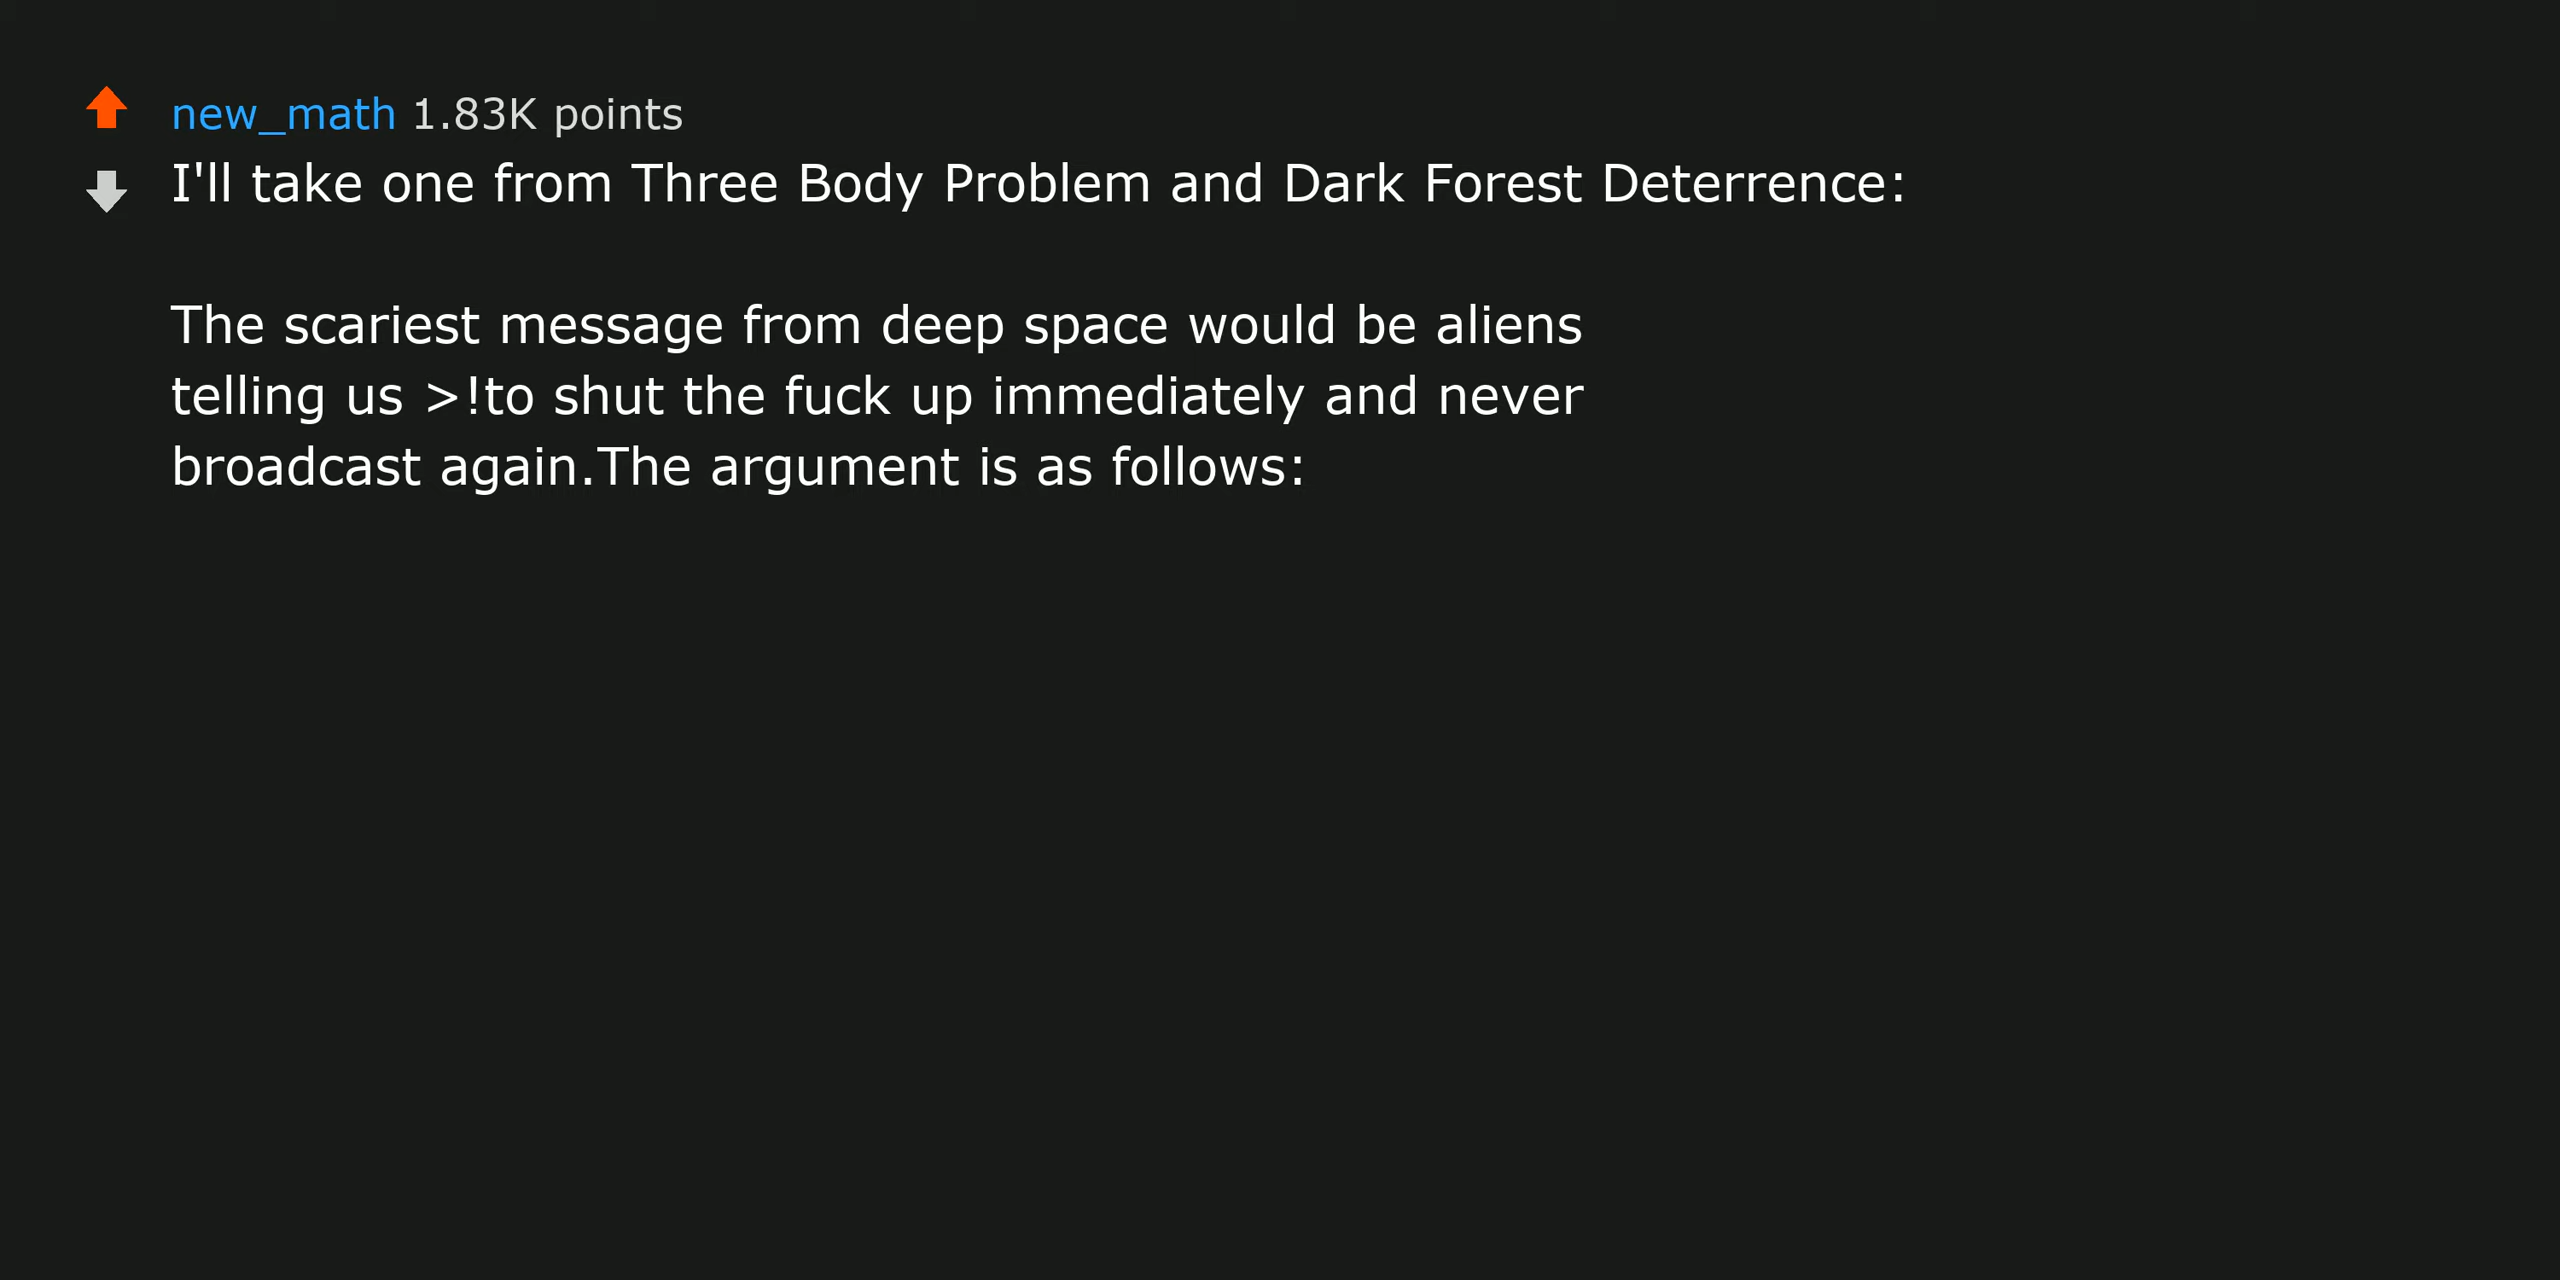 new_math 1.83K points
I'll take one from Three Body Problem and Dark Forest Deterrence:
The scariest message from deep space would be aliens
telling us >!to shut the fuck up immediately and never
broadcast again.The argument is as follows: